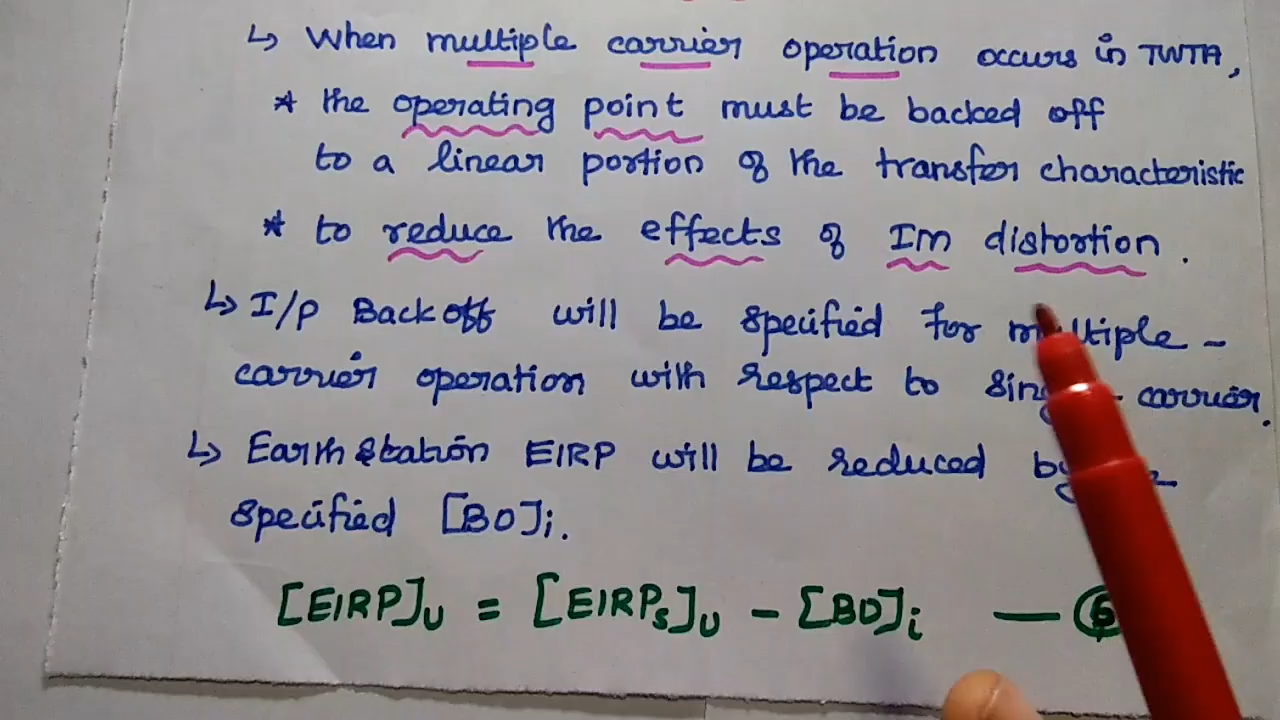 ↳ When multiple carrier operation occurs in TWTA,
* the operating point must be backed off
to a linear portion of the transfer characteristic
* to reduce the effects of Im distortion.
↳ I/P Backoff will be specified for multiple-
carrier operation with respect to carrier.
↳ Earth station EIRP will be reduced by
specified [BO]i.
[EIRP]U = [EIRPs]U - [BO]i — 6